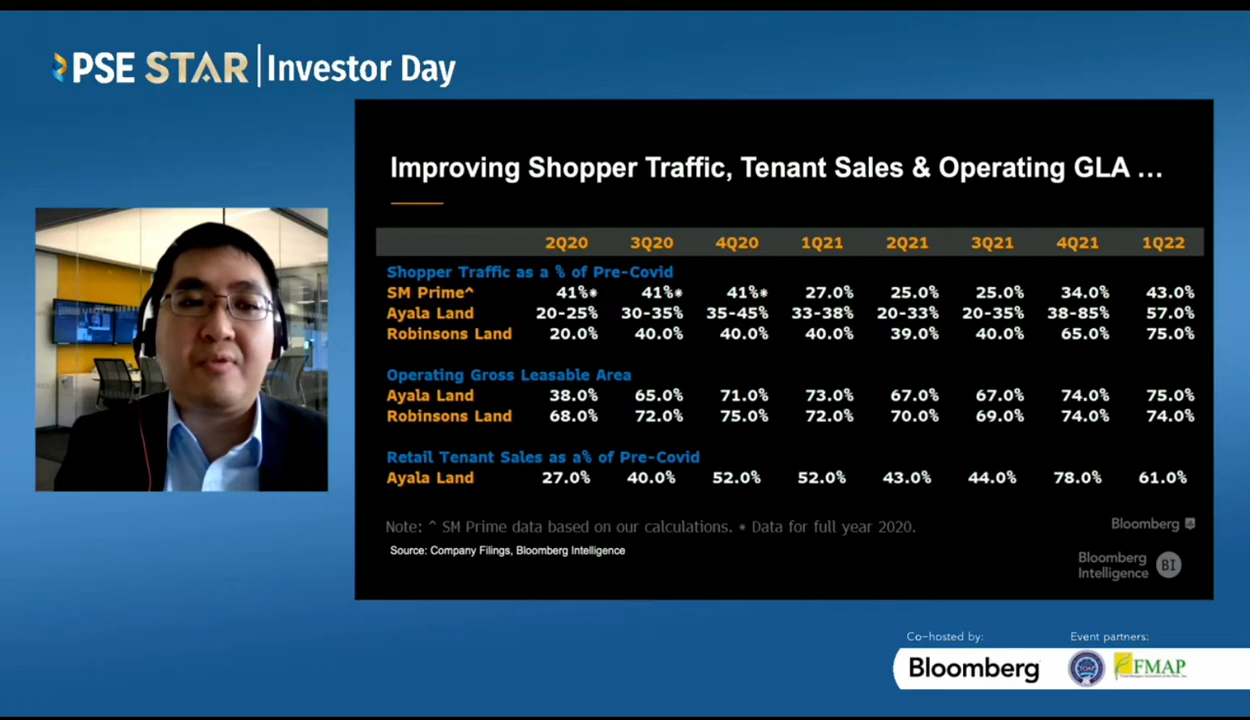 PSE STAR Investor Day
Improving Shopper Traffic, Tenant Sales & Operating GLA ...
2Q20 3Q20 4Q20 1Q21 2Q21 3Q21 4Q21 1Q22
Shopper Traffic as a % of Pre-Covid
SM Prime^ 41%* 41%* 41%* 27.0% 25.0% 25.0% 34.0% 43.0%
Ayala Land 20-25% 30-35% 35-45% 33-38% 20-33% 20-35% 38-85% 57.0%
Robinsons Land 20.0% 40.0% 40.0% 40.0% 39.0% 40.0% 65.0% 75.0%
Operating Gross Leasable Area
Ayala Land 38.0% 65.0% 71.0% 73.0% 67.0% 67.0% 74.0% 75.0%
Robinsons Land 68.0% 72.0% 75.0% 72.0% 70.0% 69.0% 74.0% 74.0%
Retail Tenant Sales as a% of Pre-Covid
Ayala Land 27.0% 40.0% 52.0% 52.0% 43.0% 44.0% 78.0% 61.0%
Note: ^ SM Prime data based on our calculations. * Data for full year 2020.
Bloomberg
Source: Company Filings, Bloomberg Intelligence
Bloomberg
Intelligence BI
Co-hosted by: Event partners:
Bloomberg FMAP